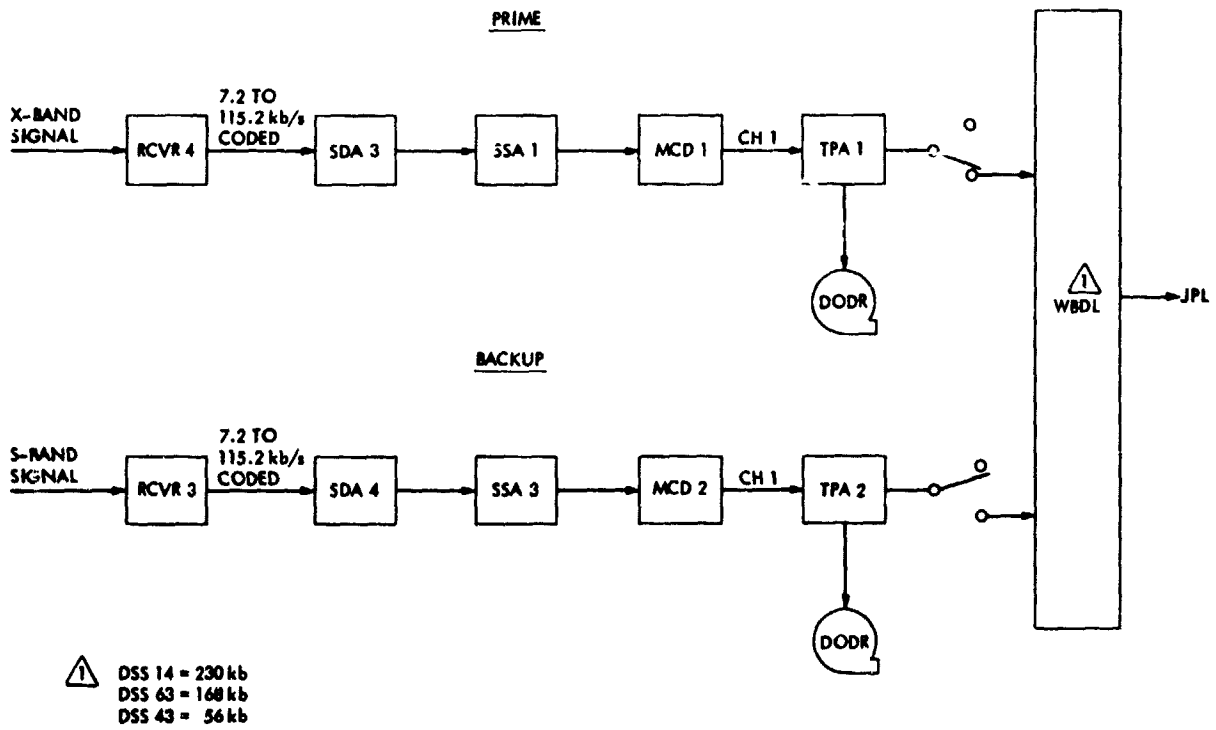 PRIME
X-BAND
SIGNAL
RCVR 4
7.2 TO
115.2 kb/s
CODED
SDA 3
SSA 1
MCD 1
CH 1
TPA 1
DODR
1
WBDL
JPL
BACKUP
S-BAND
SIGNAL
RCVR 3
7.2 TO
115.2 kb/s
CODED
SDA 4
SSA 3
MCD 2
CH 1
TPA 2
DODR
1 DSS 14 = 230 kb
DSS 63 = 168 kb
DSS 43 = 56 kb